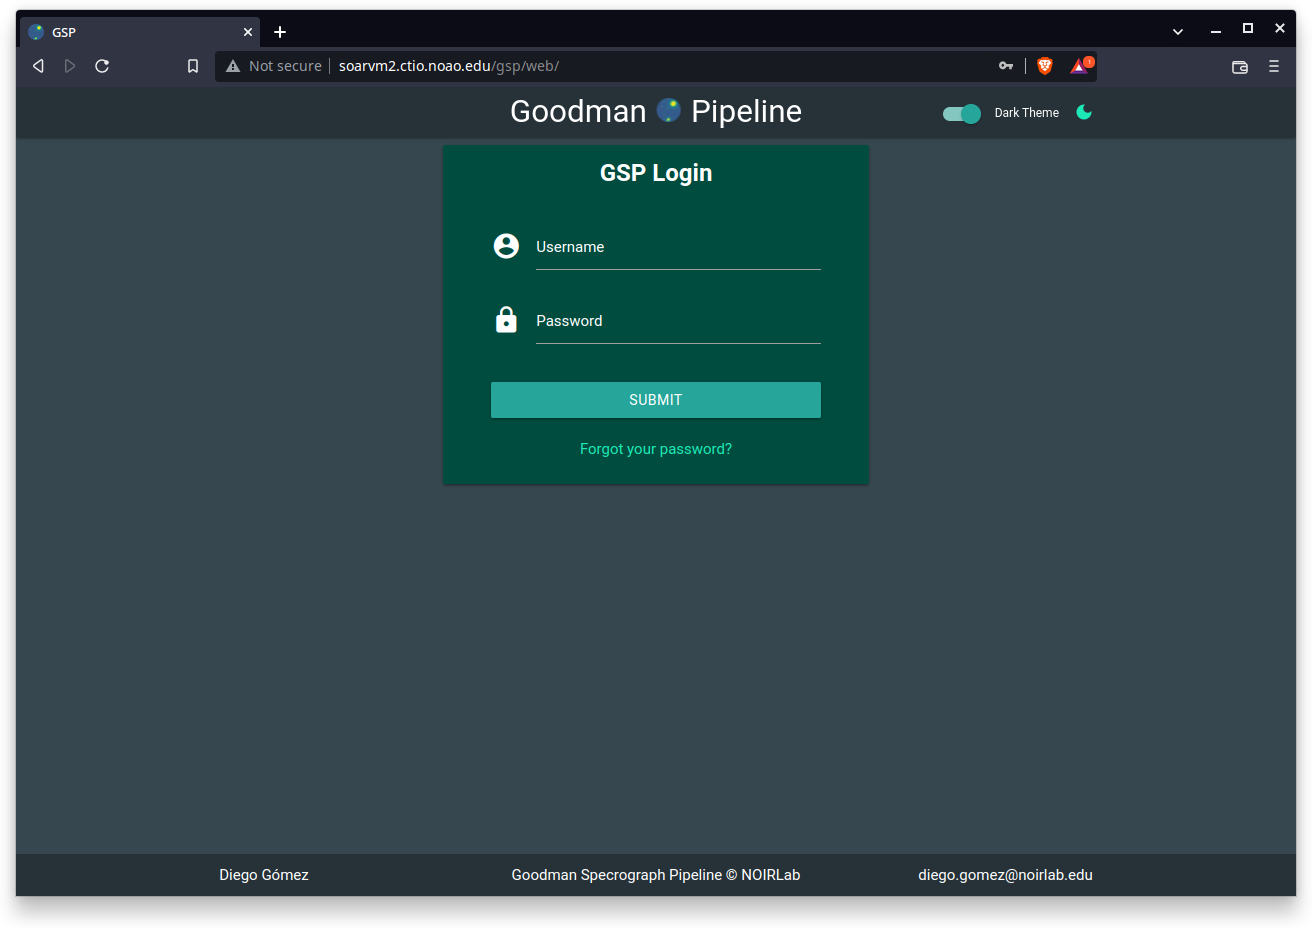 GSP
Not secure
soarvm2.ctio.noao.edu/gsp/web/
1
Goodman Pipeline
Dark Theme
GSP Login
Username
Password
SUBMIT
Forgot your password?
Diego Gómez
Goodman Specrograph Pipeline © NOIRLab
diego.gomez@noirlab.edu